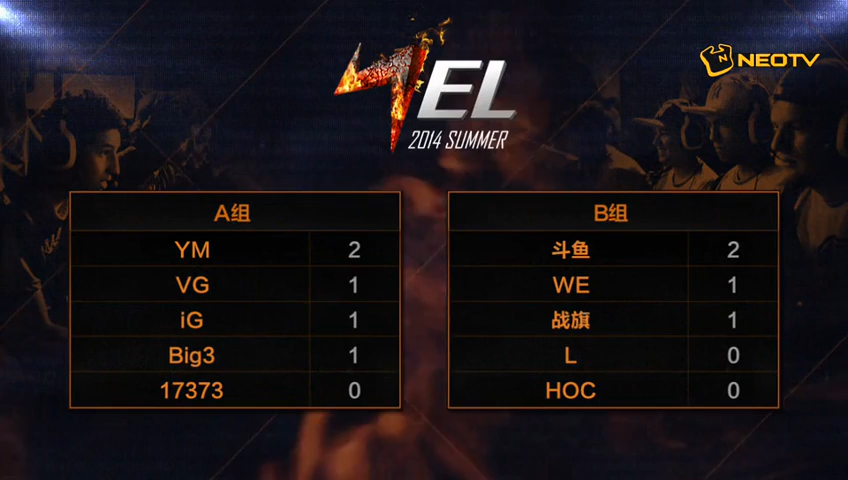 NEOTV
EL
2014 SUMMER
A组
YM 2
VG 1
iG 1
Big3 1
17373 0
B组
斗鱼 2
WE 1
战旗 1
L 0
HOC 0